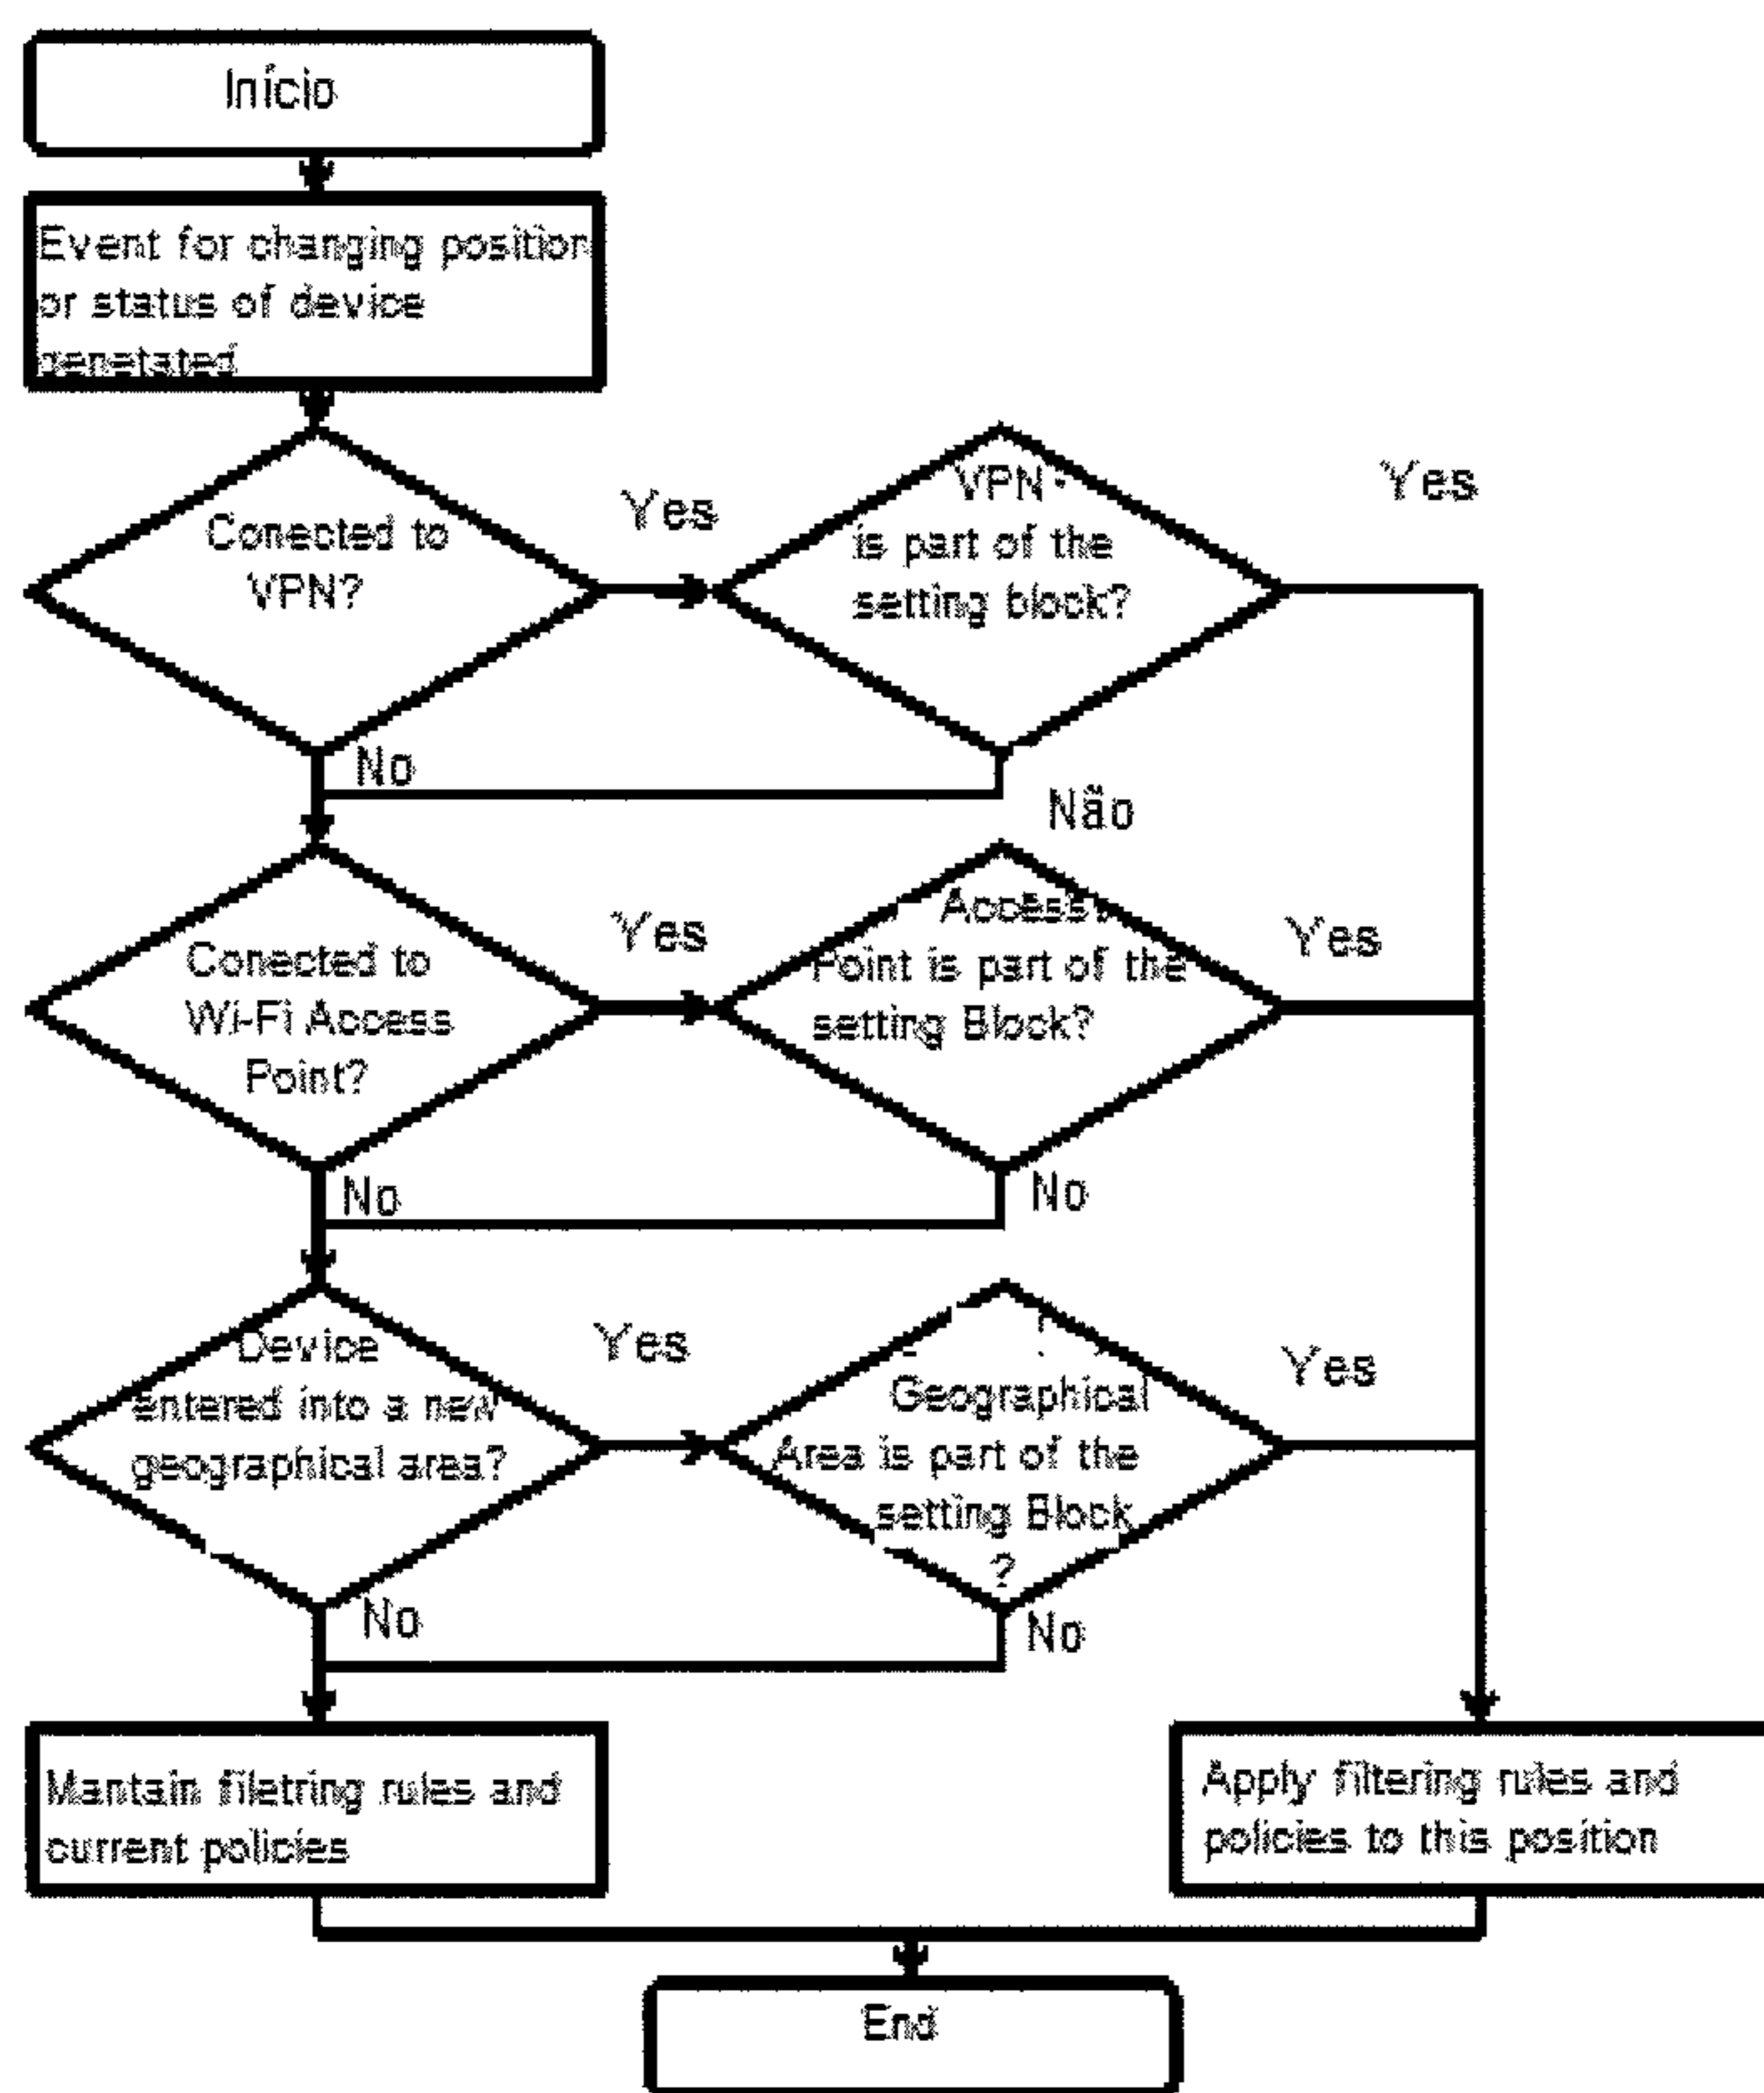 Início
Event for changing position
or status of device
genetated
Conected to
VPN?
Yes
VPN
is part of the
setting block?
Yes
No
Não
Conected to
Wi-Fi Access
Point?
Yes
Access
Point is part of the
setting Block?
Yes
No
No
Device
entered into a new
geographical area?
Yes
Geographical
Area is part of the
setting Block
?
Yes
No
No
Mantain filetring rules and
current policies
Apply filtering rules and
policies to this position
End